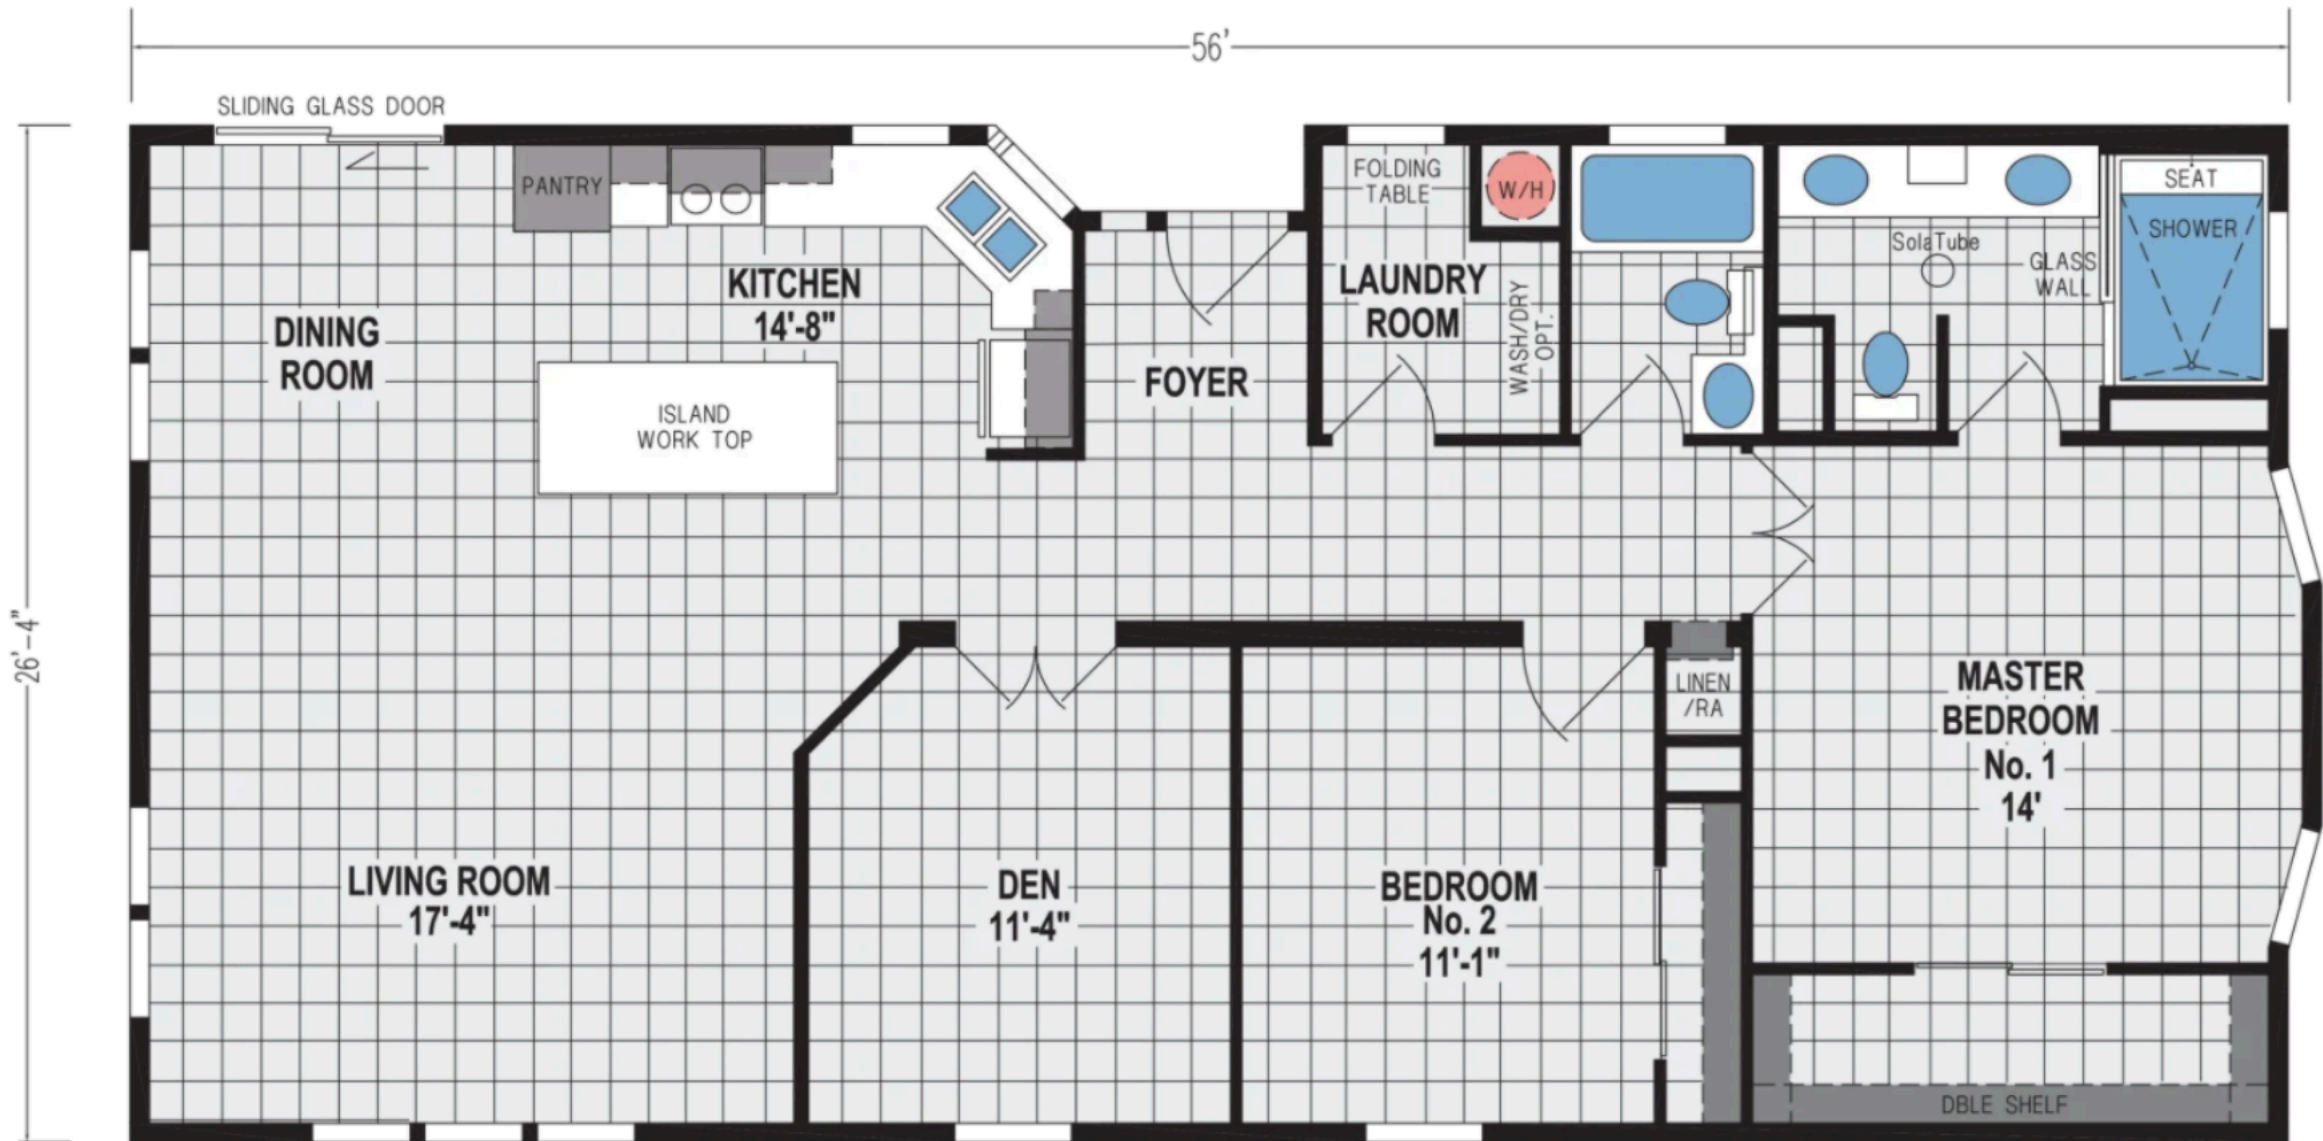 56'
SLIDING GLASS DOOR
26'-4"
PANTRY
KITCHEN
14'-8"
DINING
ROOM
ISLAND
WORK TOP
FOYER
FOLDING
TABLE
W/H
LAUNDRY
ROOM
WASH/DRY
OPT.
SolaTube
GLASS
WALL
SEAT
SHOWER
LINEN
/RA
MASTER
BEDROOM
No. 1
14'
LIVING ROOM
17'-4"
DEN
11'-4"
BEDROOM
No. 2
11'-1"
DBLE SHELF